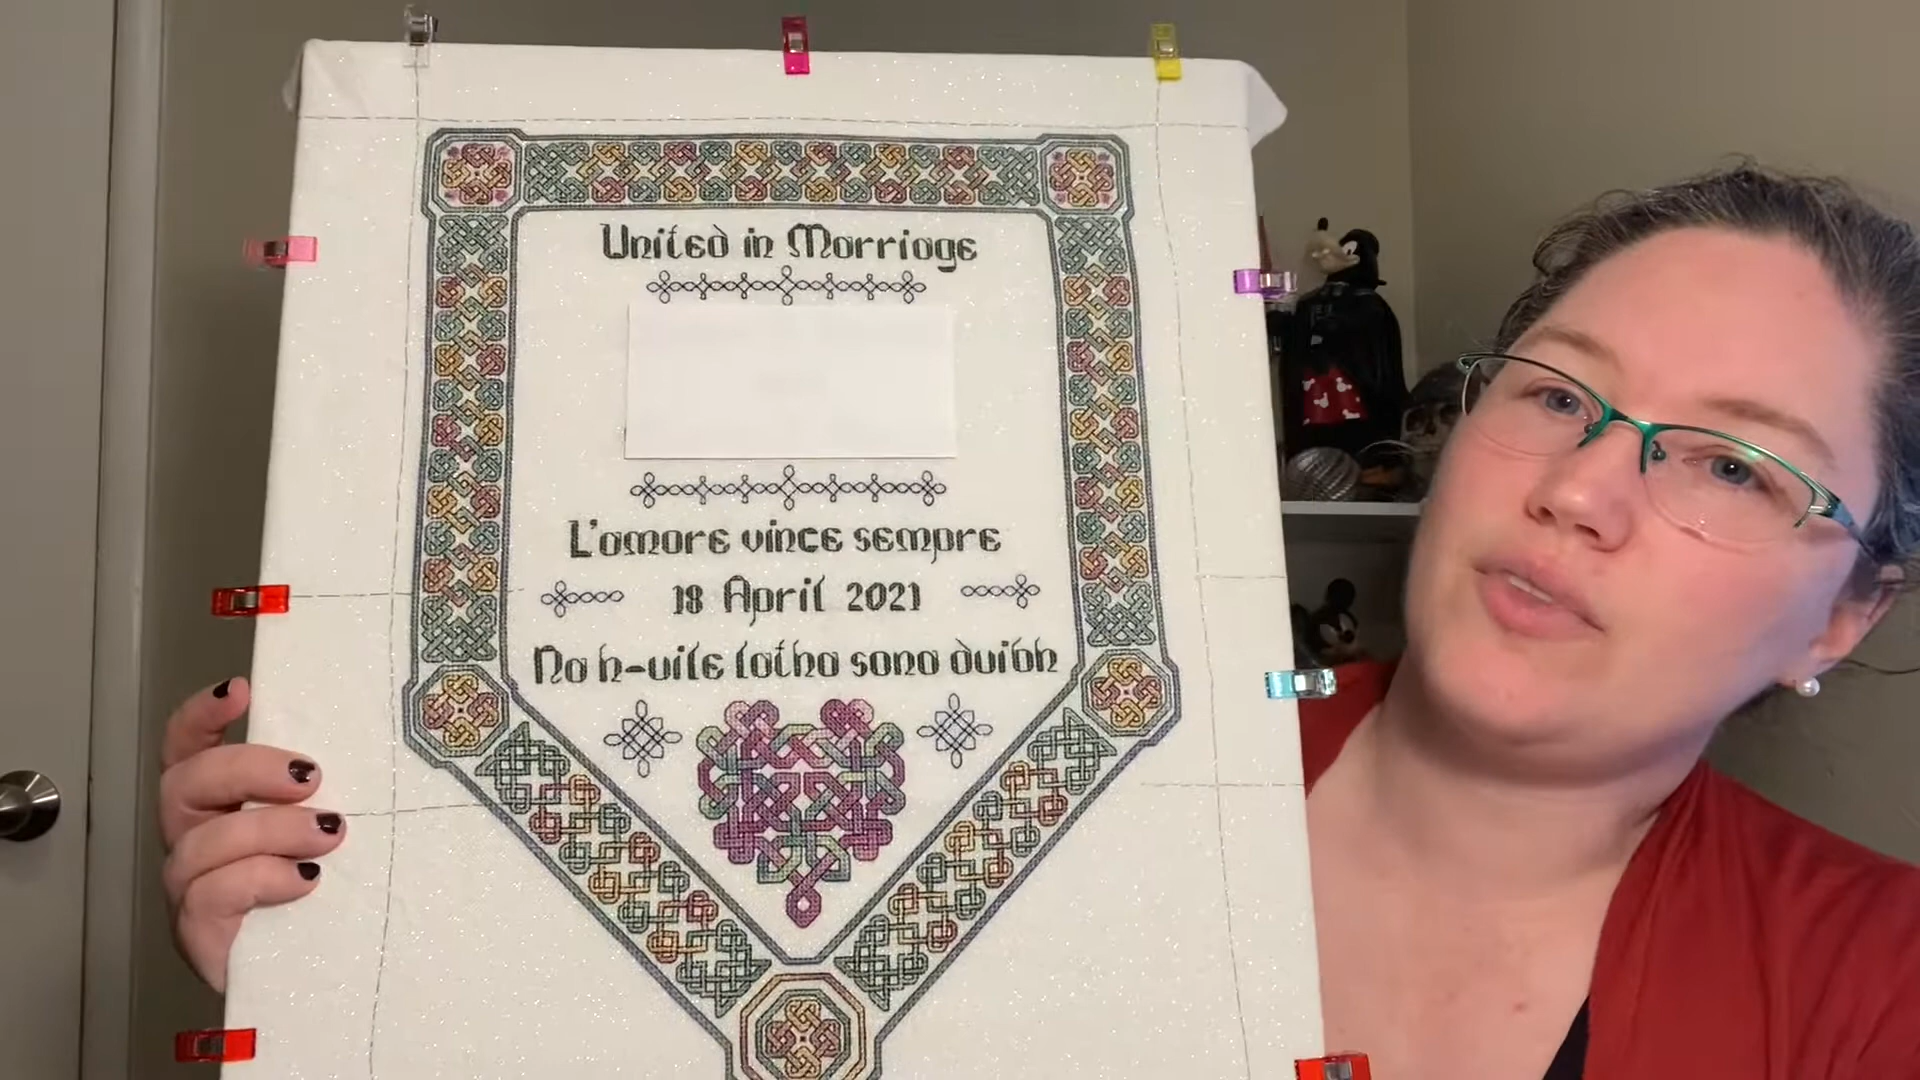 United in Marriage
L'amore vince sempre
18 April 2021
Na h-uile latha sona duibh